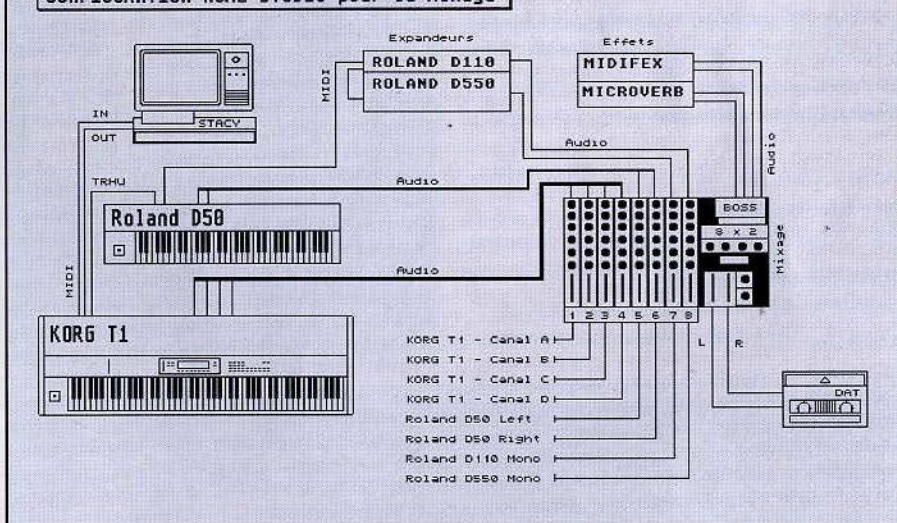 CONFIGURATION HOME STUDIO pour le Mixage
Expandeurs
Effets
ROLAND D110
ROLAND D550
MIDIFEX
MICROVERB
MIDI
IN
OUT
STACY
Audio
Audio
TRHU
Audio
Roland D50
BOSS
8 x 2
Mixage
Audio
MIDI
KORG T1
1 2 3 4 5 6 7 8
L
R
KORG T1 - Canal A
KORG T1 - Canal B
KORG T1 - Canal C
KORG T1 - Canal D
Roland D50 Left
Roland D50 Right
Roland D110 Mono
Roland D550 Mono
DAT